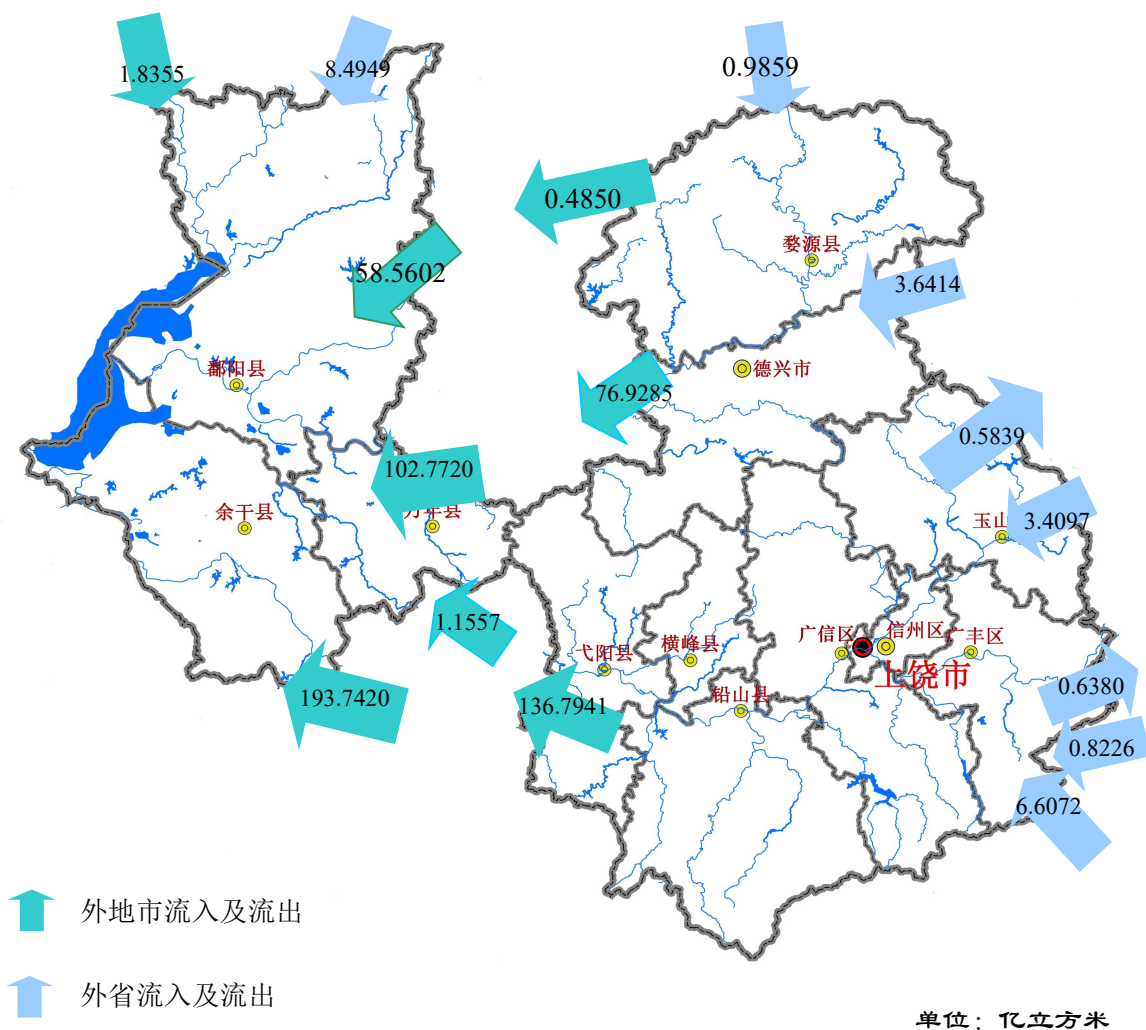 1.8355
8.4949
0.9859
0.4850
婺源县
58.5602
3.6414
鄱阳县
76.9285
德兴市
0.5839
102.7720
余干县
万年县
玉山
3.4097
1.1557
广信区
信州区
广丰区
弋阳县
横峰县
上饶市
193.7420
136.7941
铅山县
0.6380
0.8226
6.6072
外地市流入及流出
外省流入及流出
单位：亿立方米